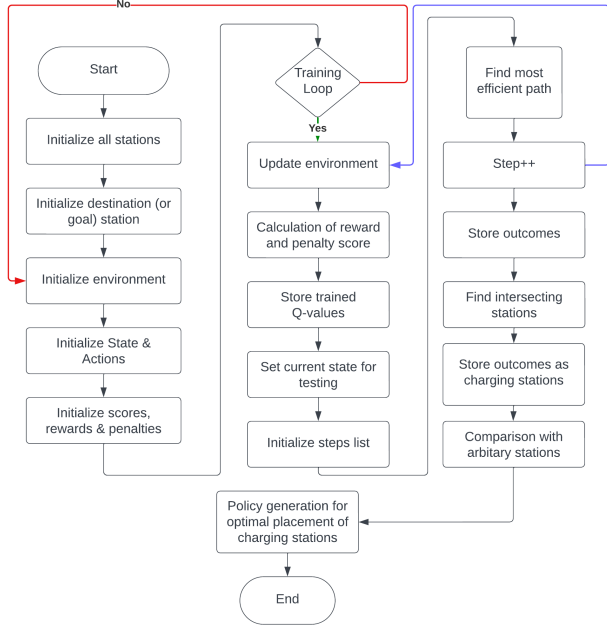 No
Start
Initialize all stations
Initialize destination (or
goal) station
Initialize environment
Initialize State &
Actions
Initialize scores,
rewards & penalties
Training
Loop
Yes
Update environment
Calculation of reward
and penalty score
Store trained
Q-values
Set current state for
testing
Initialize steps list
Find most
efficient path
Step++
Store outcomes
Find intersecting
stations
Store outcomes as
charging stations
Comparison with
arbitary stations
Policy generation for
optimal placement of
charging stations
End